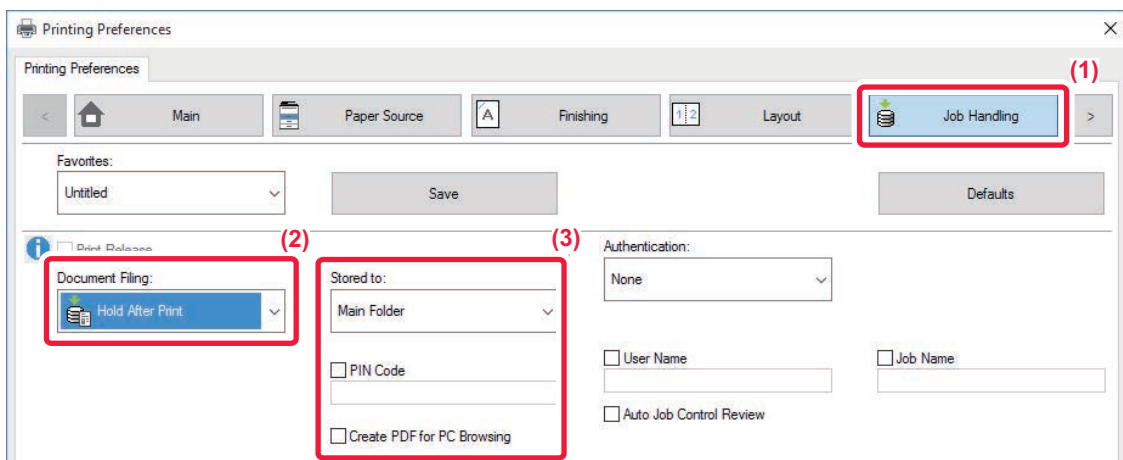 Printing Preferences
Printing Preferences
(1)
< Main Paper Source A Finishing 1 2 Layout Job Handling >
Favorites:
Untitled Save Defaults
(2) (3)
Print Release Authentication:
Document Filing: Stored to: None
Hold After Print Main Folder
PIN Code User Name Job Name
Auto Job Control Review
Create PDF for PC Browsing